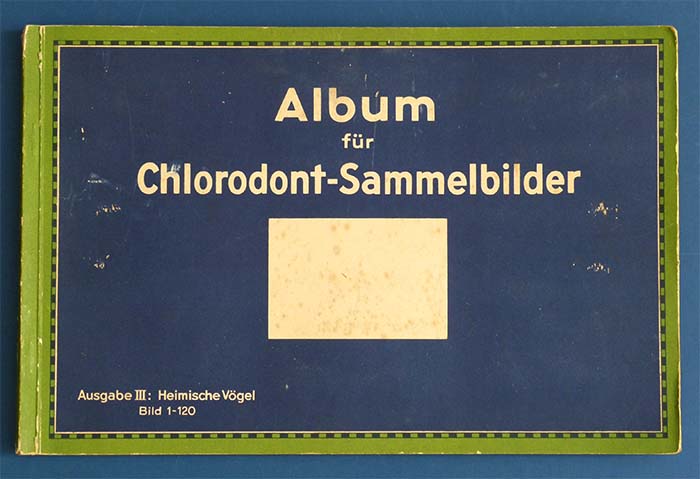 Album
für
Chlorodont-Sammelbilder
Ausgabe III: Heimische Vögel
Bild 1-120